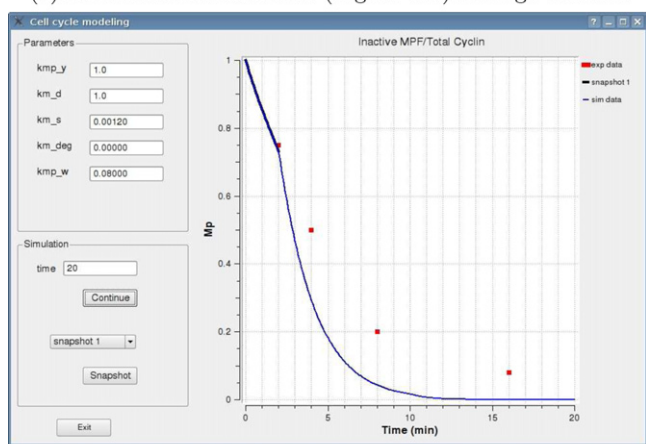 Cell cycle modeling
Parameters
kmp_y 1.0
km_d 1.0
km_s 0.00120
km_deg 0.00000
kmp_w 0.08000
Simulation
time 20
Continue
snapshot 1
Snapshot
Exit
Inactive MPF/Total Cyclin
1
0.8
0.6
0.4
0.2
0
Mp
0 2 5 10 15 20
Time (min)
exp data
snapshot 1
sim data